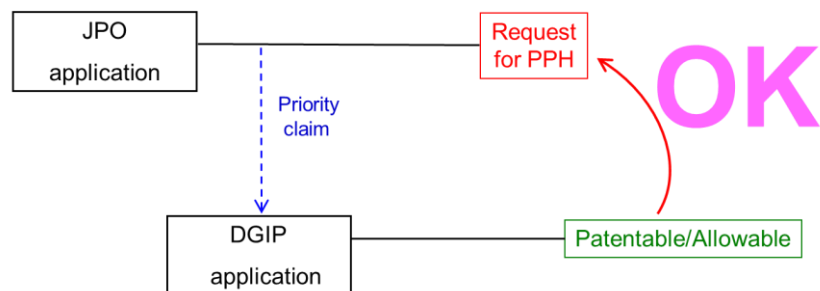 JPO
application
Request
for PPH
OK
Priority
claim
DGIP
application
Patentable/Allowable